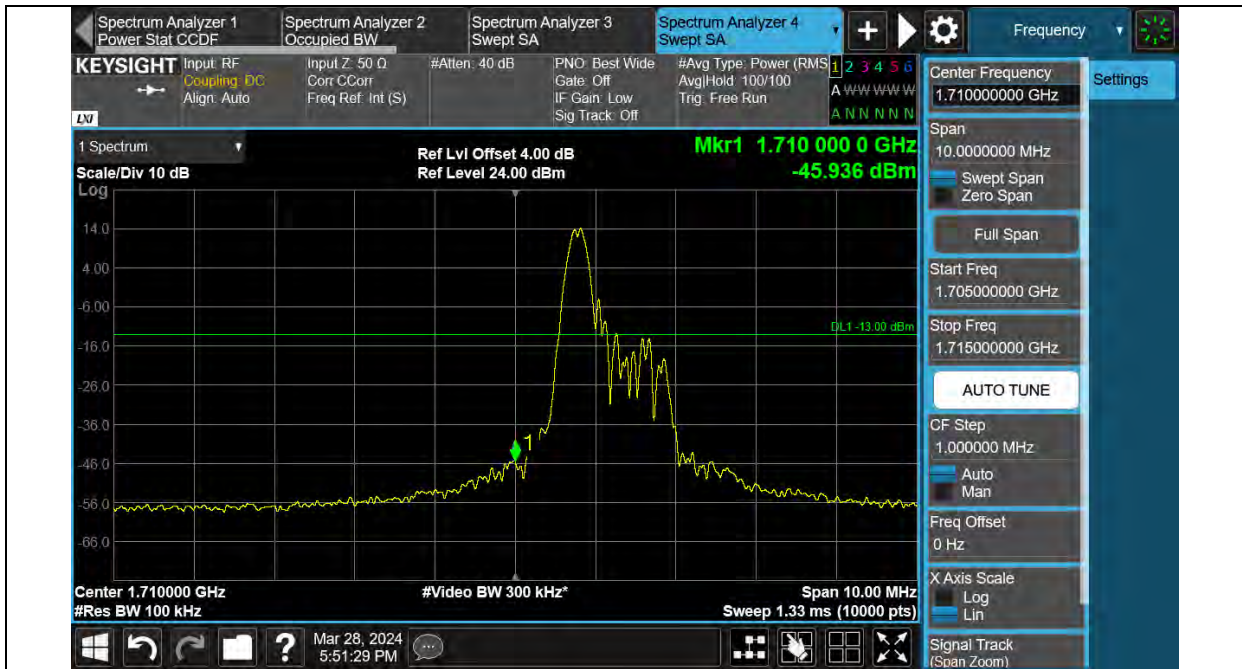 Spectrum Analyzer 1
Power Stat CCDF
Spectrum Analyzer 2
Occupied BW
Spectrum Analyzer 3
Swept SA
Spectrum Analyzer 4
Swept SA
Frequency
KEYSIGHT
LXI
Input: RF
Coupling: DC
Align: Auto
Input Z: 50 Ω
Corr CCorr
Freq Ref: Int (S)
#Atten: 40 dB
PNO: Best Wide
Gate: Off
IF Gain: Low
Sig Track: Off
#Avg Type: Power (RMS
Avg|Hold: 100/100
Trig: Free Run
1 2 3 4 5 6
A W W W W W
A N N N N N
1 Spectrum
Scale/Div 10 dB
Log
Ref Lvl Offset 4.00 dB
Ref Level 24.00 dBm
Mkr1 1.710 000 0 GHz
-45.936 dBm
14.0
4.00
-6.00
-16.0
-26.0
-36.0
-46.0
-56.0
-66.0
DL1 -13.00 dBm
1
Center 1.710000 GHz
#Res BW 100 kHz
#Video BW 300 kHz*
Span 10.00 MHz
Sweep 1.33 ms (10000 pts)
Mar 28, 2024
5:51:29 PM
Center Frequency
1.710000000 GHz
Settings
Span
10.0000000 MHz
Swept Span
Zero Span
Full Span
Start Freq
1.705000000 GHz
Stop Freq
1.715000000 GHz
AUTO TUNE
CF Step
1.000000 MHz
Auto
Man
Freq Offset
0 Hz
X Axis Scale
Log
Lin
Signal Track
(Span Zoom)